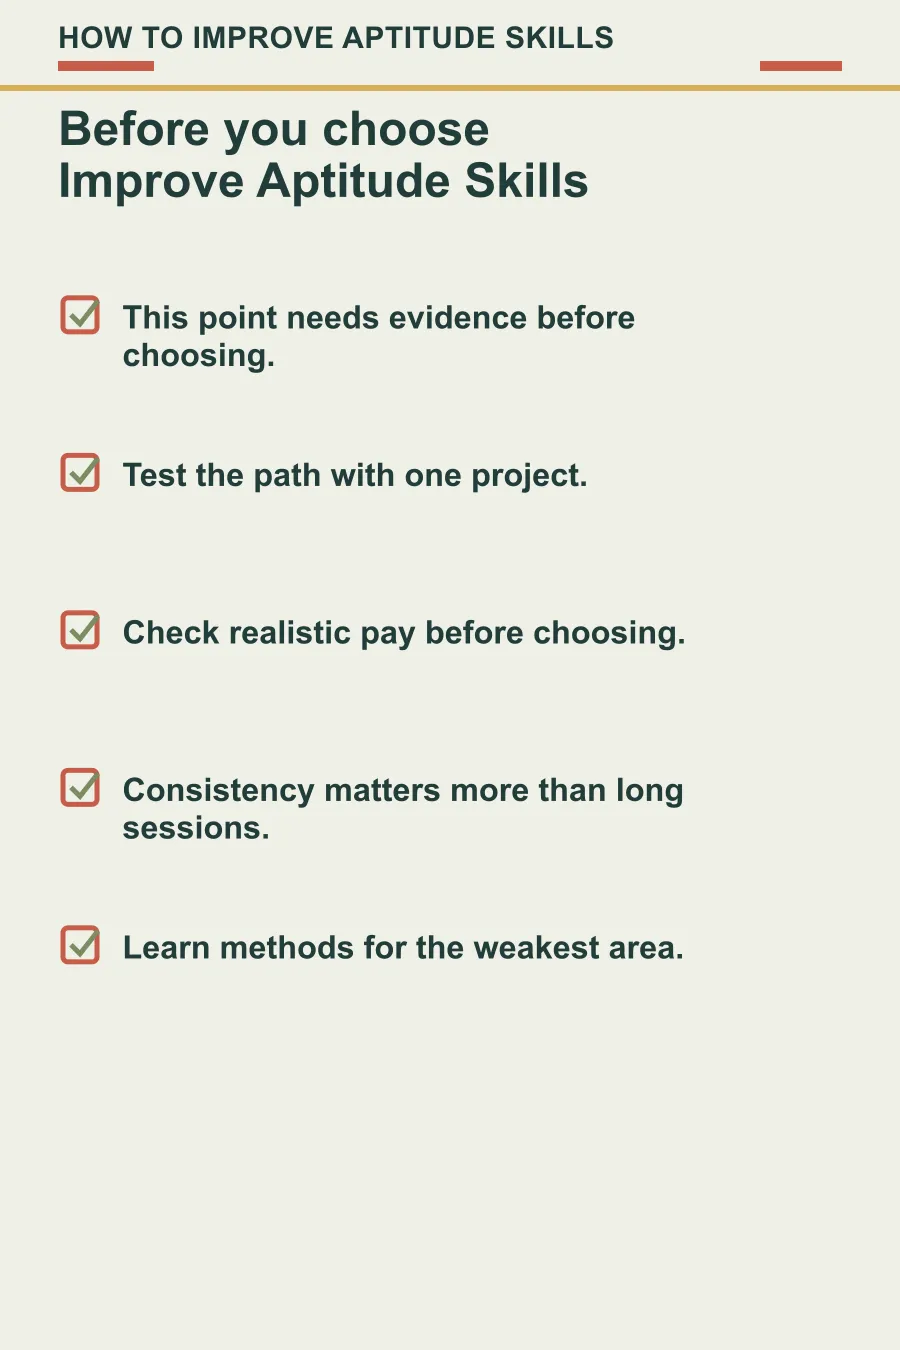 HOW TO IMPROVE APTITUDE SKILLS
Before you choose
Improve Aptitude Skills
This point needs evidence before
choosing.
Test the path with one project.
Check realistic pay before choosing.
Consistency matters more than long
sessions.
Learn methods for the weakest area.